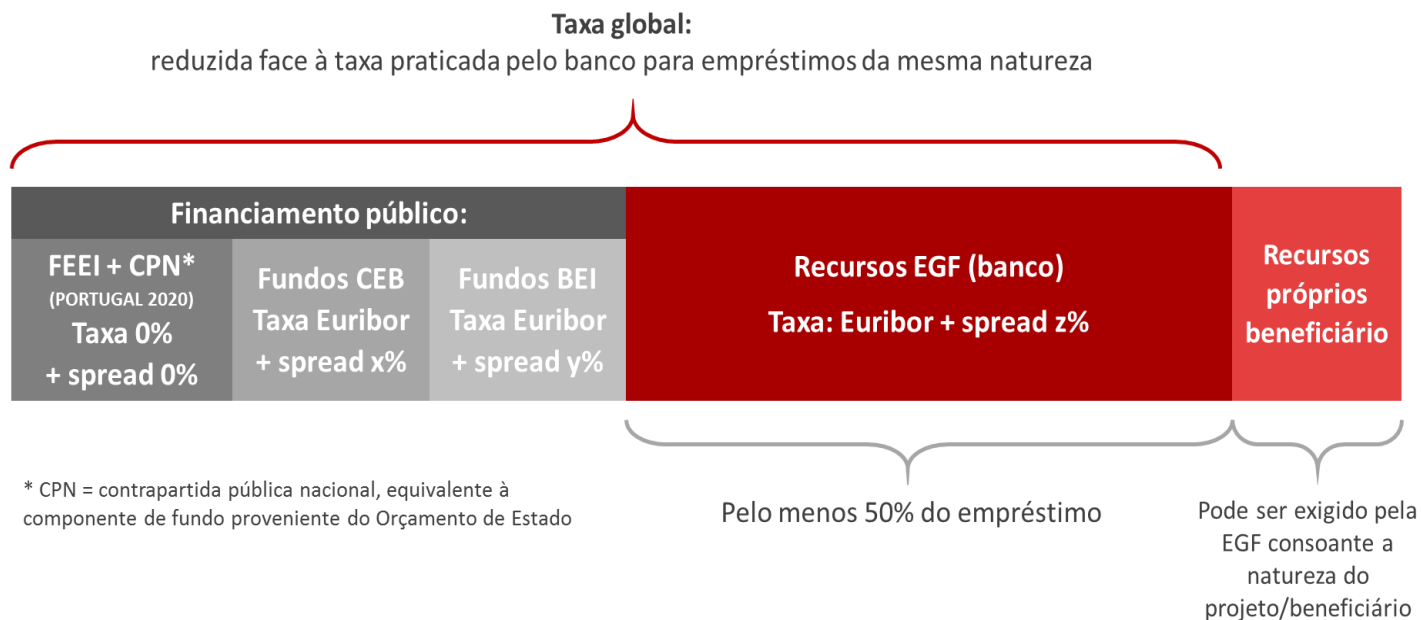 Taxa global:
reduzida face à taxa praticada pelo banco para empréstimos da mesma natureza
Financiamento público:
FEEI + CPN*
(PORTUGAL 2020)
Taxa 0%
+ spread 0%
Fundos CEB
Taxa Euribor
+ spread x%
Fundos BEI
Taxa Euribor
+ spread y%
Recursos EGF (banco)
Taxa: Euribor + spread z%
Recursos
próprios
beneficiário
* CPN = contrapartida pública nacional, equivalente à
componente de fundo proveniente do Orçamento de Estado
Pelo menos 50% do empréstimo
Pode ser exigido pela
EGF consoante a
natureza do
projeto/beneficiário